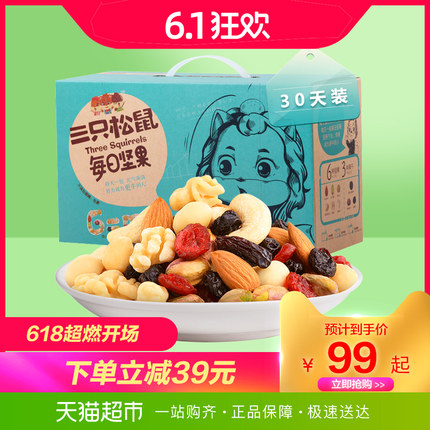 6.1狂欢
30天装
三只松鼠
Three Squirrels
每日坚果
618超燃开场
下单立减39元
预计到手价
¥99起
立即抢购 >>
天猫超市 一站购齐 · 正品保障 · 极速送达